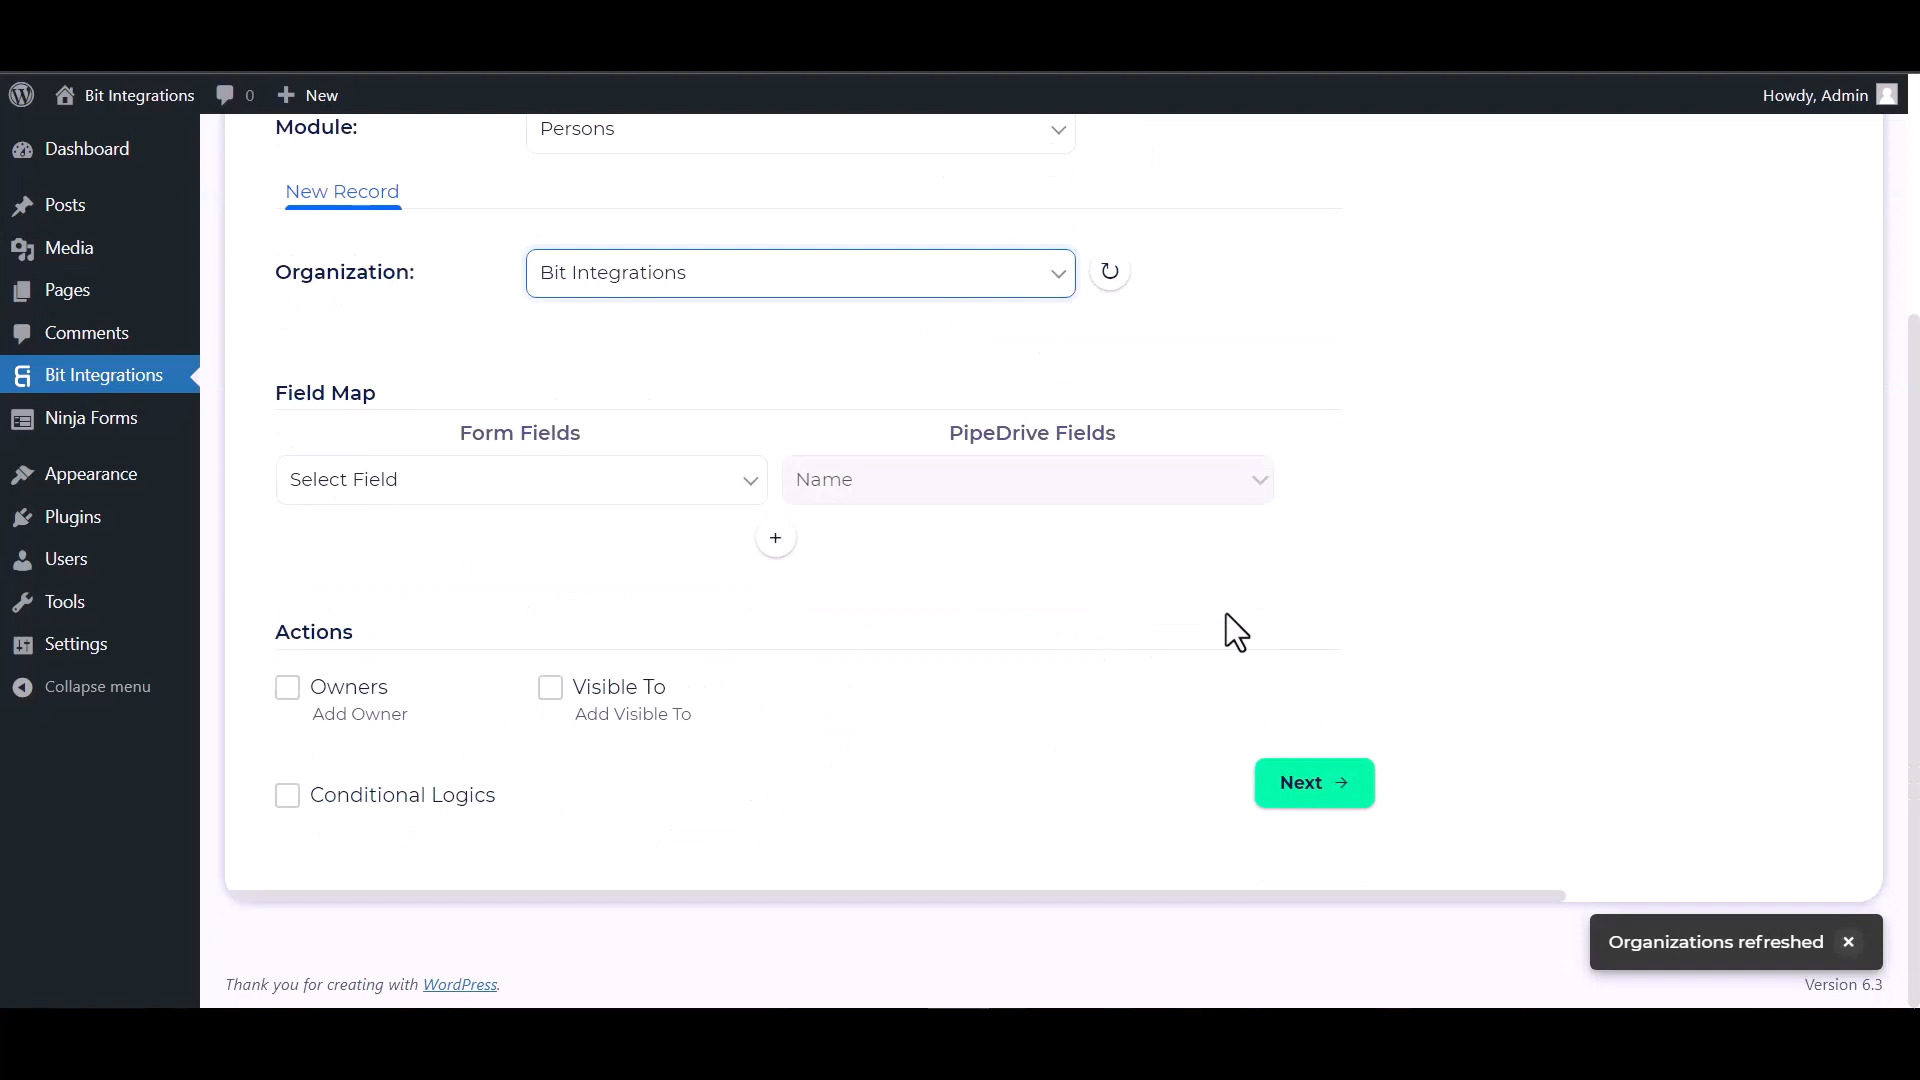 Bit Integrations
0
New
Howdy, Admin
Dashboard
Posts
Media
Pages
Comments
Bit Integrations
Ninja Forms
Appearance
Plugins
Users
Tools
Settings
Collapse menu
Module:
Persons
New Record
Organization:
Bit Integrations
Field Map
Form Fields
PipeDrive Fields
Select Field
Name
+
Actions
Owners
Add Owner
Visible To
Add Visible To
Conditional Logics
Next →
Organizations refreshed ×
Thank you for creating with WordPress.
Version 6.3